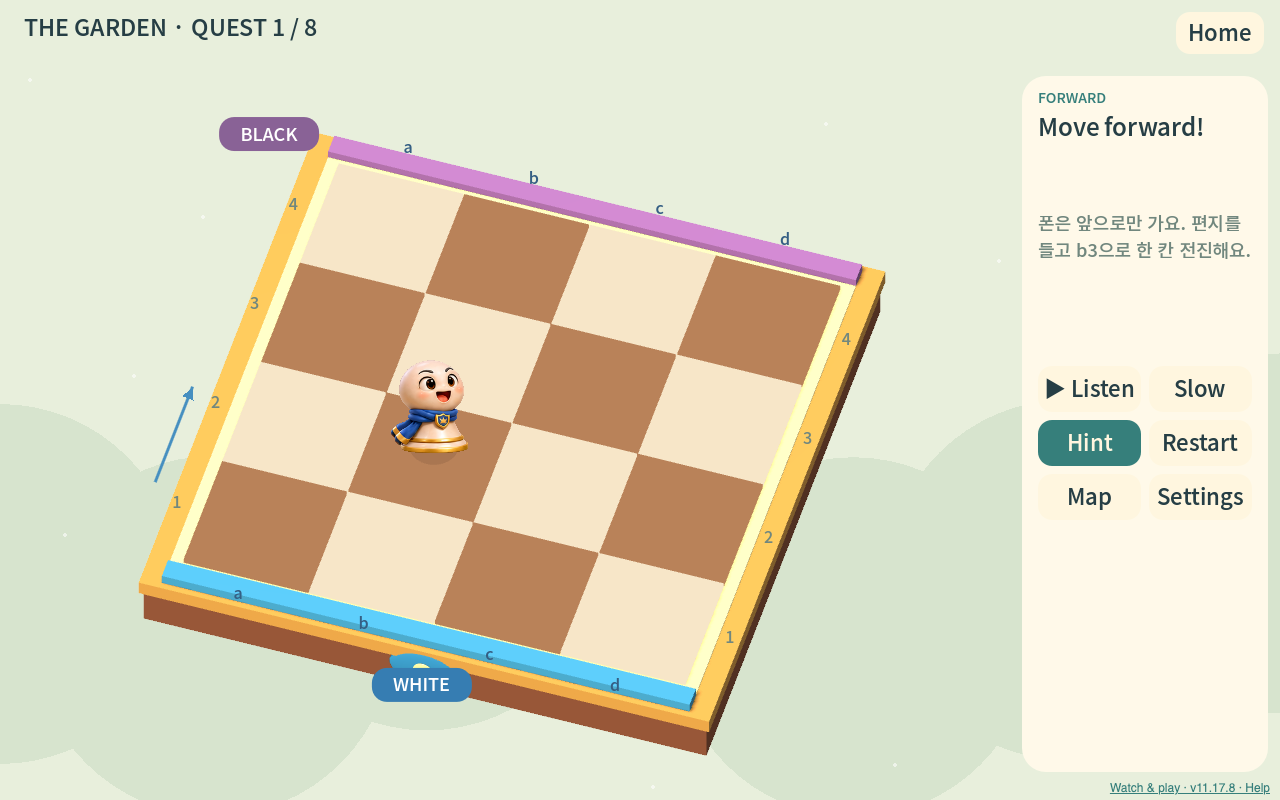 THE GARDEN · QUEST 1 / 8
Home
BLACK
a
b
c
d
4
3
2
1
4
3
2
1
a
b
c
d
WHITE
FORWARD
Move forward!
폰은 앞으로만 가요. 편지를
들고 b3으로 한 칸 전진해요.
▶ Listen
Slow
Hint
Restart
Map
Settings
Watch & play · v11.17.8 · Help